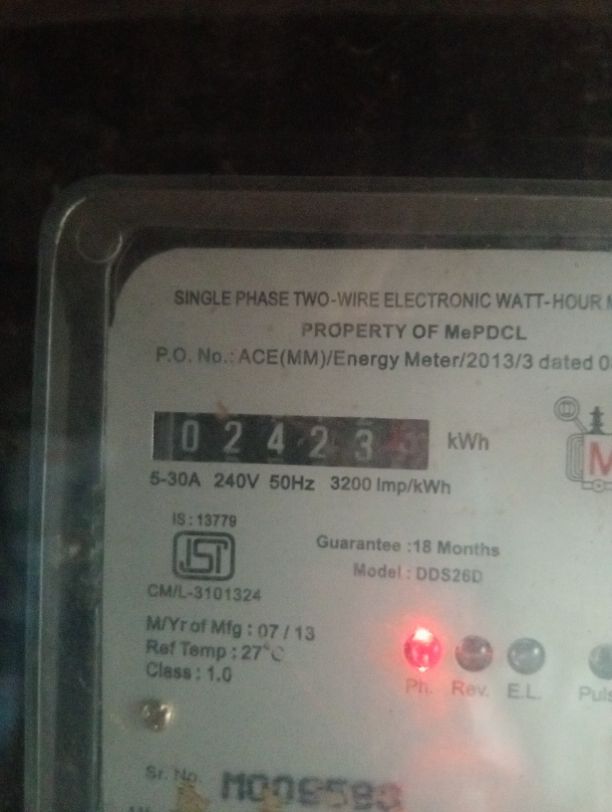 SINGLE PHASE TWO-WIRE ELECTRONIC WATT-HOUR
PROPERTY OF MePDCL
P.O. No.: ACE(MM)/Energy Meter/2013/3 dated
02423 kWh
5-30A 240V 50Hz 3200 Imp/kWh
IS : 13779
ISI
CM/L-3101324
Guarantee :18 Months
Model : DDS26D
M/Yr of Mfg : 07 / 13
Ref Temp : 27°C
Class : 1.0
Ph. Rev. E.L. Puls
Sr. No.
M